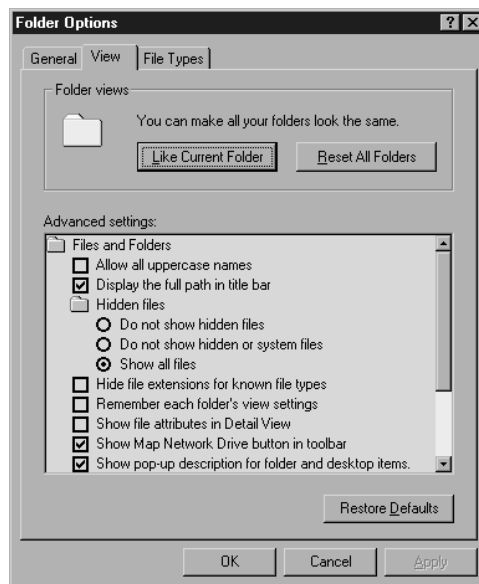 Folder Options
General View File Types
Folder views
You can make all your folders look the same.
Like Current Folder Reset All Folders
Advanced settings:
Files and Folders
Allow all uppercase names
Display the full path in title bar
Hidden files
Do not show hidden files
Do not show hidden or system files
Show all files
Hide file extensions for known file types
Remember each folder's view settings
Show file attributes in Detail View
Show Map Network Drive button in toolbar
Show pop-up description for folder and desktop items.
Restore Defaults
OK Cancel Apply